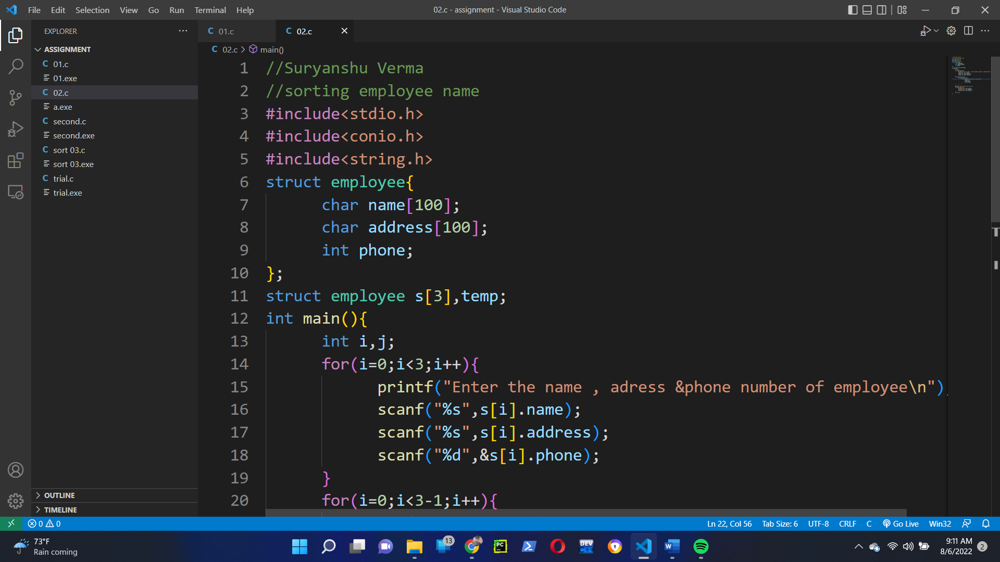 File Edit Selection View Go Run Terminal Help
02.c - assignment - Visual Studio Code
EXPLORER
ASSIGNMENT
C 01.c
01.exe
C 02.c
a.exe
C second.c
second.exe
C sort 03.c
sort 03.exe
C trial.c
trial.exe
OUTLINE
TIMELINE
C 01.c C 02.c
C 02.c > main()
1 //Suryanshu Verma
2 //sorting employee name
3 #include<stdio.h>
4 #include<conio.h>
5 #include<string.h>
6 struct employee{
7 char name[100];
8 char address[100];
9 int phone;
10 };
11 struct employee s[3],temp;
12 int main(){
13 int i,j;
14 for(i=0;i<3;i++){
15 printf("Enter the name , adress &phone number of employee\n")
16 scanf("%s",s[i].name);
17 scanf("%s",s[i].address);
18 scanf("%d",&s[i].phone);
19 }
20 for(i=0;i<3-1;i++){
0 0
Ln 22, Col 56 Tab Size: 6 UTF-8 CRLF C Go Live Win32
73°F
Rain coming
13
PC
DEV
W
9:11 AM
8/6/2022
2